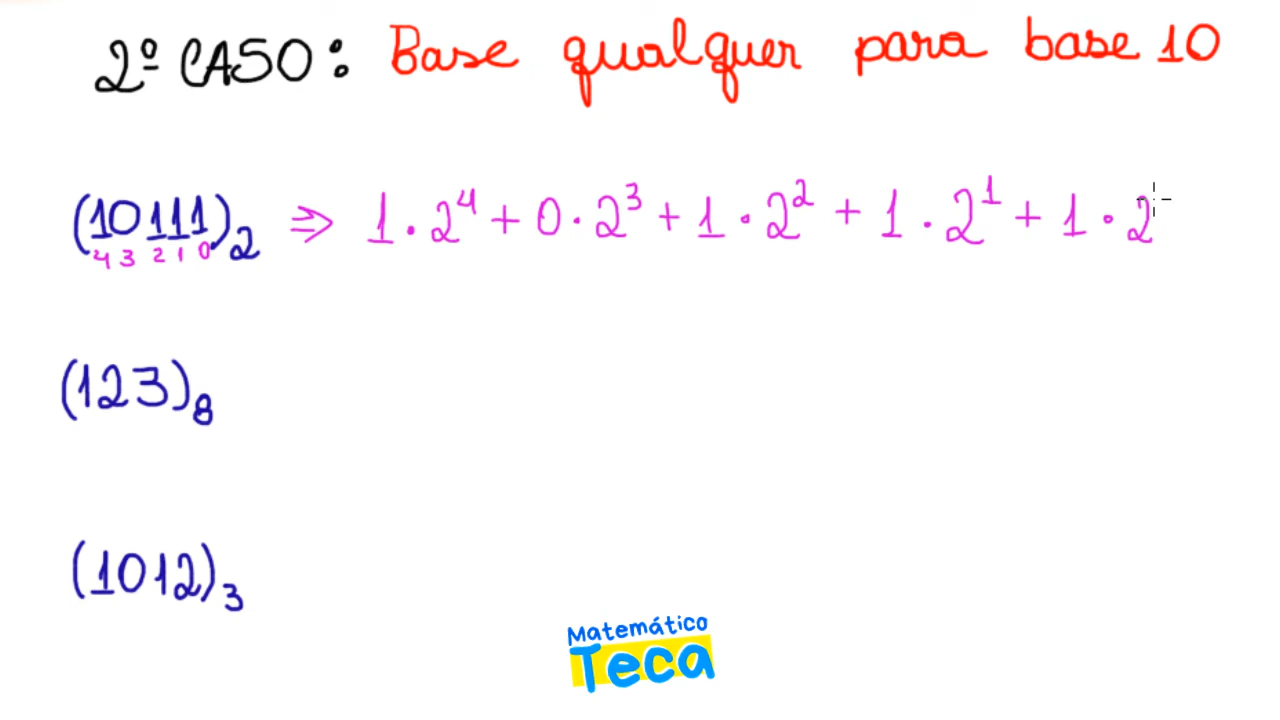 2º CASO: Base qualquer para base 10
(10111)₂ ⇒ 1 · 2⁴ + 0 · 2³ + 1 · 2² + 1 · 2¹ + 1 · 2
4 3 2 1 0
(123)₈
(1012)₃
Matemático
Teca